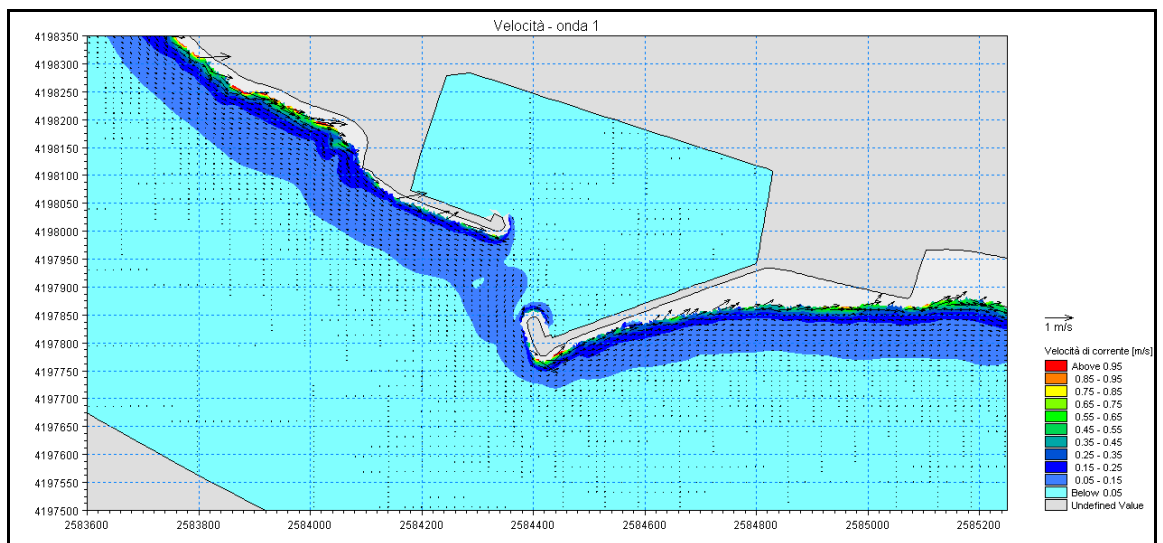 Velocità - onda 1
4198350
4198300
4198250
4198200
4198150
4198100
4198050
4198000
4197950
4197900
4197850
4197800
4197750
4197700
4197650
4197600
4197550
4197500
2583600
2583800
2584000
2584200
2584400
2584600
2584800
2585000
2585200
1 m/s
Velocità di corrente [m/s]
Above 0.95
0.85 - 0.95
0.75 - 0.85
0.65 - 0.75
0.55 - 0.65
0.45 - 0.55
0.35 - 0.45
0.25 - 0.35
0.15 - 0.25
0.05 - 0.15
Below 0.05
Undefined Value